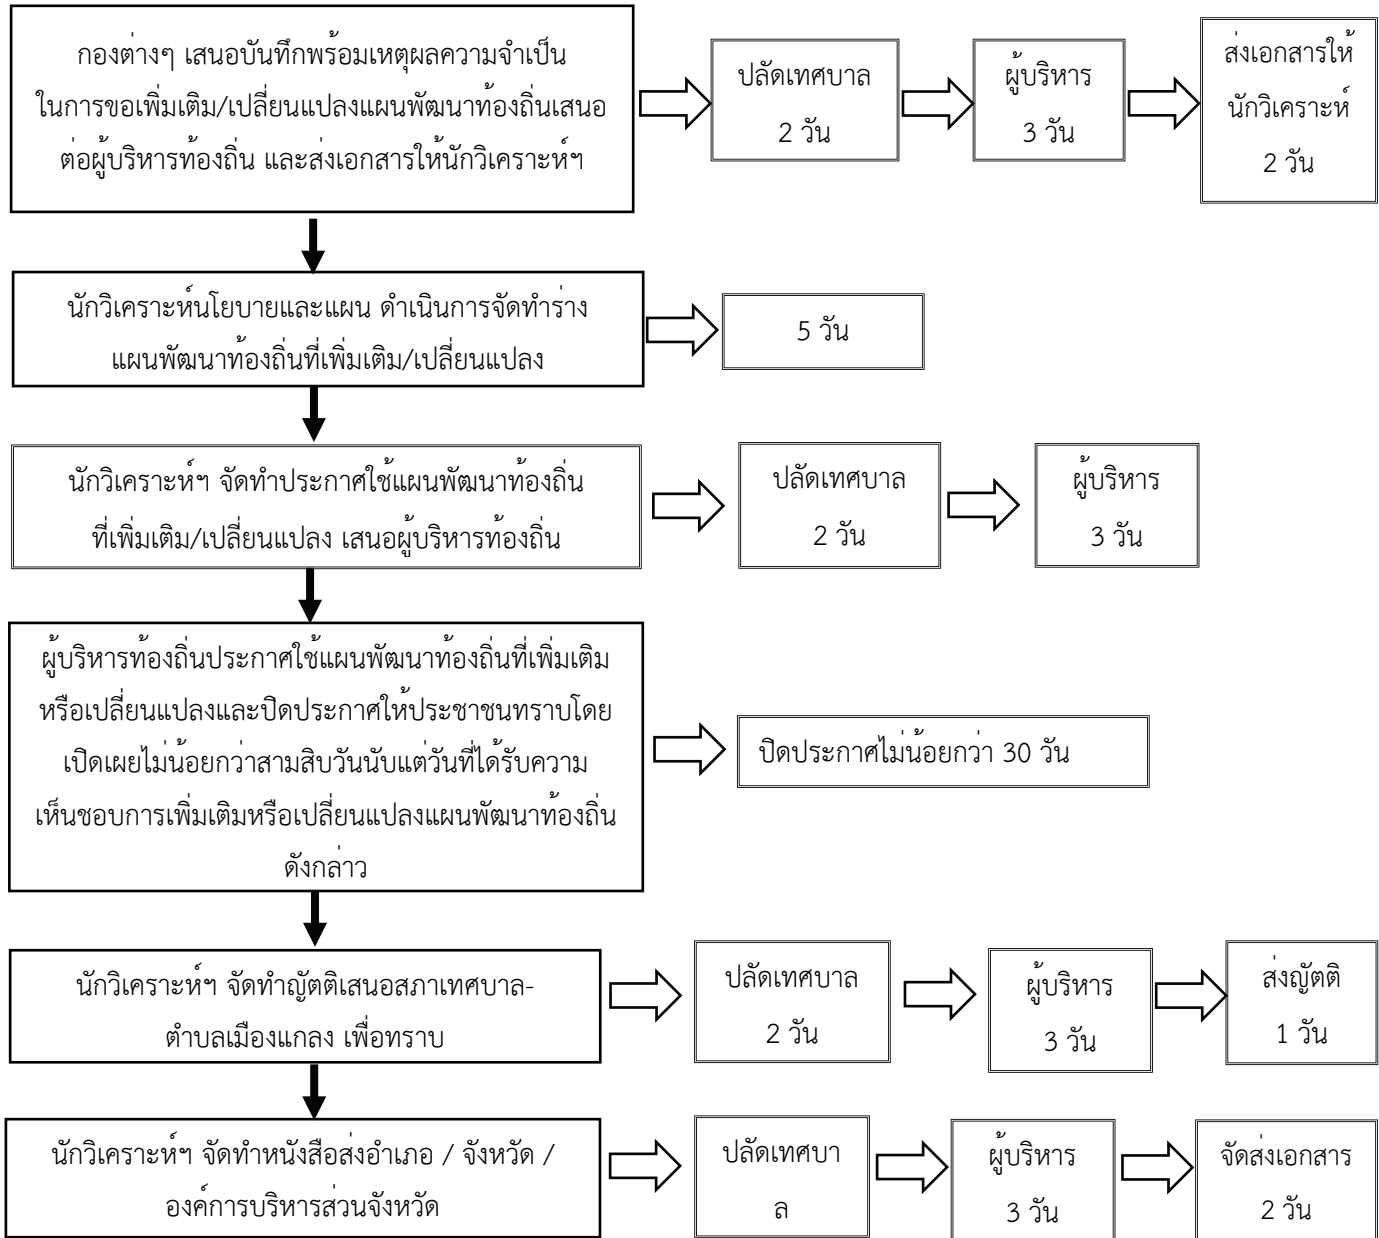 กองต่างๆ เสนอบันทึกพร้อมเหตุผลความจำเป็น
ในการขอเพิ่มเติม/เปลี่ยนแปลงแผนพัฒนาท้องถิ่นเสนอ
ต่อผู้บริหารท้องถิ่น และส่งเอกสารให้นักวิเคราะห์ฯ
ปลัดเทศบาล
2 วัน
ผู้บริหาร
3 วัน
ส่งเอกสารให้
นักวิเคราะห์
2 วัน
นักวิเคราะห์นโยบายและแผน ดำเนินการจัดทำร่าง
แผนพัฒนาท้องถิ่นที่เพิ่มเติม/เปลี่ยนแปลง
5 วัน
นักวิเคราะห์ฯ จัดทำประกาศใช้แผนพัฒนาท้องถิ่น
ที่เพิ่มเติม/เปลี่ยนแปลง เสนอผู้บริหารท้องถิ่น
ปลัดเทศบาล
2 วัน
ผู้บริหาร
3 วัน
ผู้บริหารท้องถิ่นประกาศใช้แผนพัฒนาท้องถิ่นที่เพิ่มเติม
หรือเปลี่ยนแปลงและปิดประกาศให้ประชาชนทราบโดย
เปิดเผยไม่น้อยกว่าสามสิบวันนับแต่วันที่ได้รับความ
เห็นชอบการเพิ่มเติมหรือเปลี่ยนแปลงแผนพัฒนาท้องถิ่น
ดังกล่าว
ปิดประกาศไม่น้อยกว่า 30 วัน
นักวิเคราะห์ฯ จัดทำญัตติเสนอสภาเทศบาล-
ตำบลเมืองแกลง เพื่อทราบ
ปลัดเทศบาล
2 วัน
ผู้บริหาร
3 วัน
ส่งญัตติ
1 วัน
นักวิเคราะห์ฯ จัดทำหนังสือส่งอำเภอ / จังหวัด /
องค์การบริหารส่วนจังหวัด
ปลัดเทศบา
ล
ผู้บริหาร
3 วัน
จัดส่งเอกสาร
2 วัน